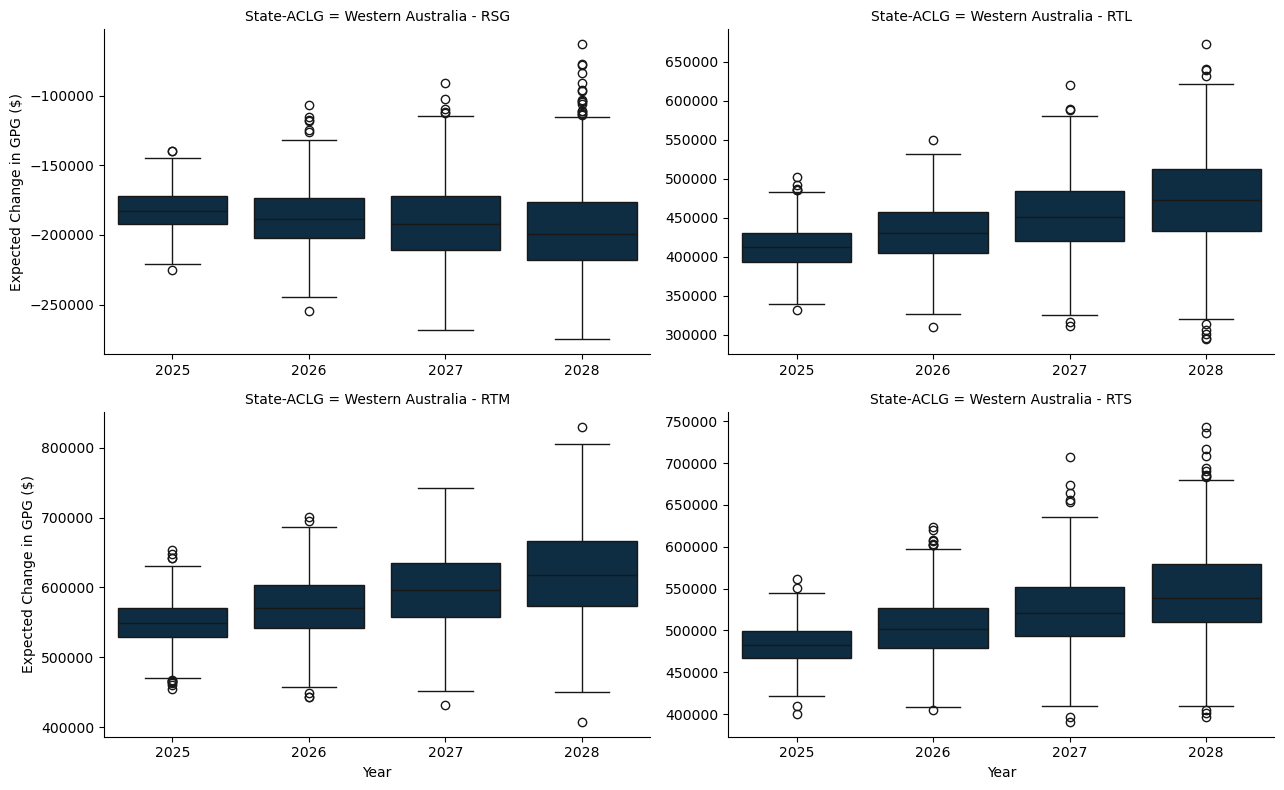 State-ACLG = Western Australia - RSG
Expected Change in GPG ($)
−100000
−150000
−200000
−250000
2025 2026 2027 2028
State-ACLG = Western Australia - RTL
650000
600000
550000
500000
450000
400000
350000
300000
2025 2026 2027 2028
State-ACLG = Western Australia - RTM
Expected Change in GPG ($)
800000
700000
600000
500000
400000
2025 2026 2027 2028
Year
State-ACLG = Western Australia - RTS
750000
700000
650000
600000
550000
500000
450000
400000
2025 2026 2027 2028
Year